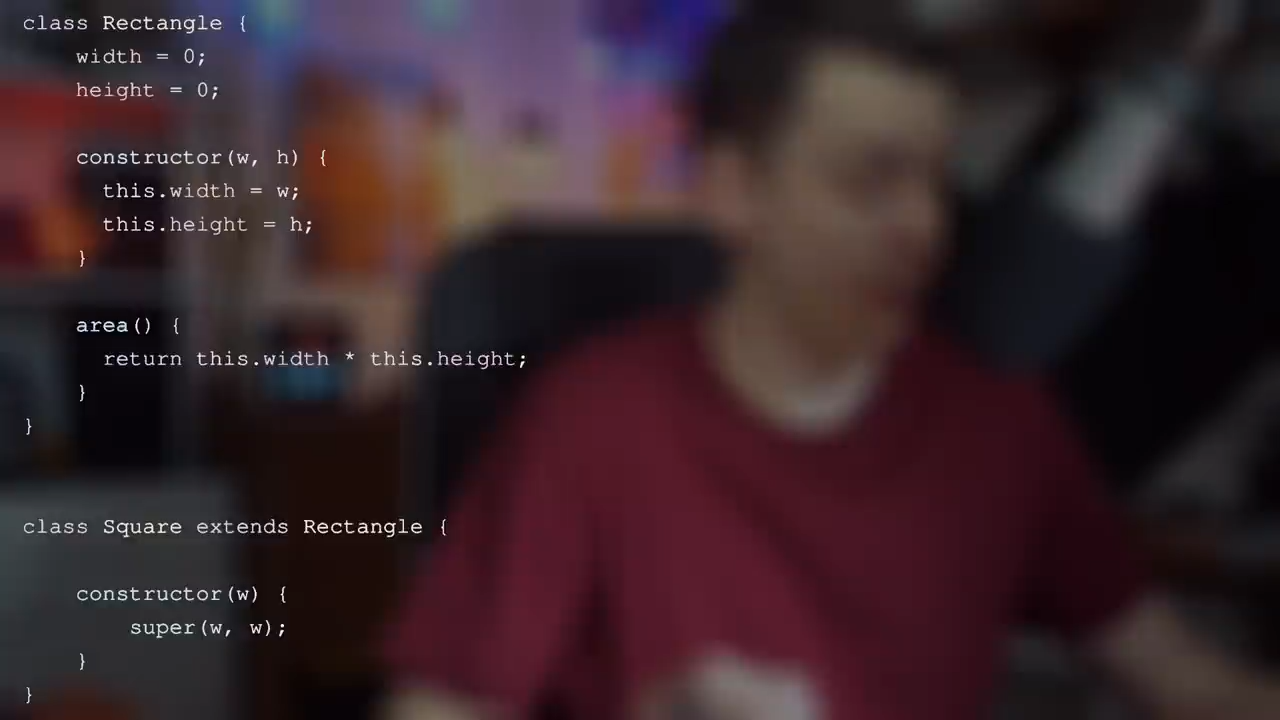 class Rectangle {
    width = 0;
    height = 0;

    constructor(w, h) {
      this.width = w;
      this.height = h;
    }

    area() {
      return this.width * this.height;
    }
}

class Square extends Rectangle {

    constructor(w) {
        super(w, w);
    }
}